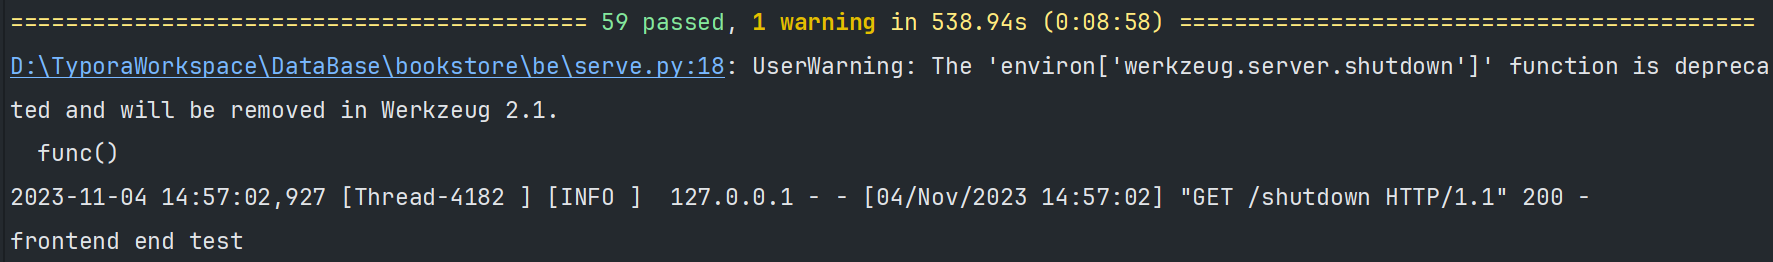 ========================================== 59 passed, 1 warning in 538.94s (0:08:58) ==========================================
D:\TyporaWorkspace\DataBase\bookstore\be\serve.py:18: UserWarning: The 'environ['werkzeug.server.shutdown']' function is depreca
ted and will be removed in Werkzeug 2.1.
  func()
2023-11-04 14:57:02,927 [Thread-4182 ] [INFO ]  127.0.0.1 - - [04/Nov/2023 14:57:02] "GET /shutdown HTTP/1.1" 200 -
frontend end test